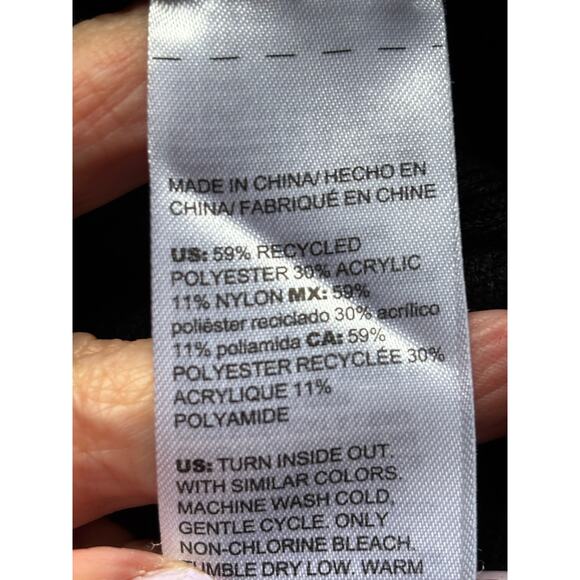 MADE IN CHINA/ HECHO EN
CHINA/ FABRIQUÉ EN CHINE
US: 59% RECYCLED
POLYESTER 30% ACRYLIC
11% NYLON MX: 59%
poliéster reciclado 30% acrílico
11% poliamida CA: 59%
POLYESTER RECYCLÉE 30%
ACRYLIQUE 11%
POLYAMIDE
US: TURN INSIDE OUT.
WITH SIMILAR COLORS.
MACHINE WASH COLD.
GENTLE CYCLE. ONLY
NON-CHLORINE BLEACH.
TUMBLE DRY LOW. WARM